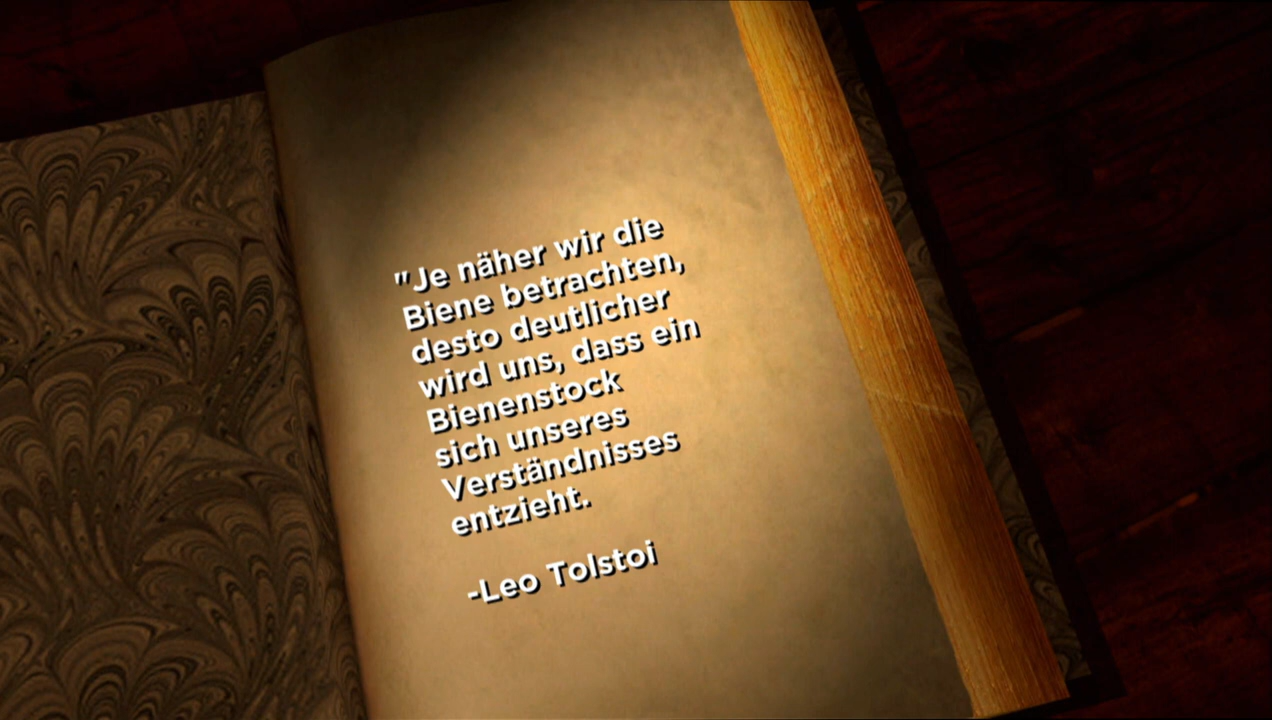 "Je näher wir die
Biene betrachten,
desto deutlicher
wird uns, dass ein
Bienenstock
sich unseres
Verständnisses
entzieht.
-Leo Tolstoi